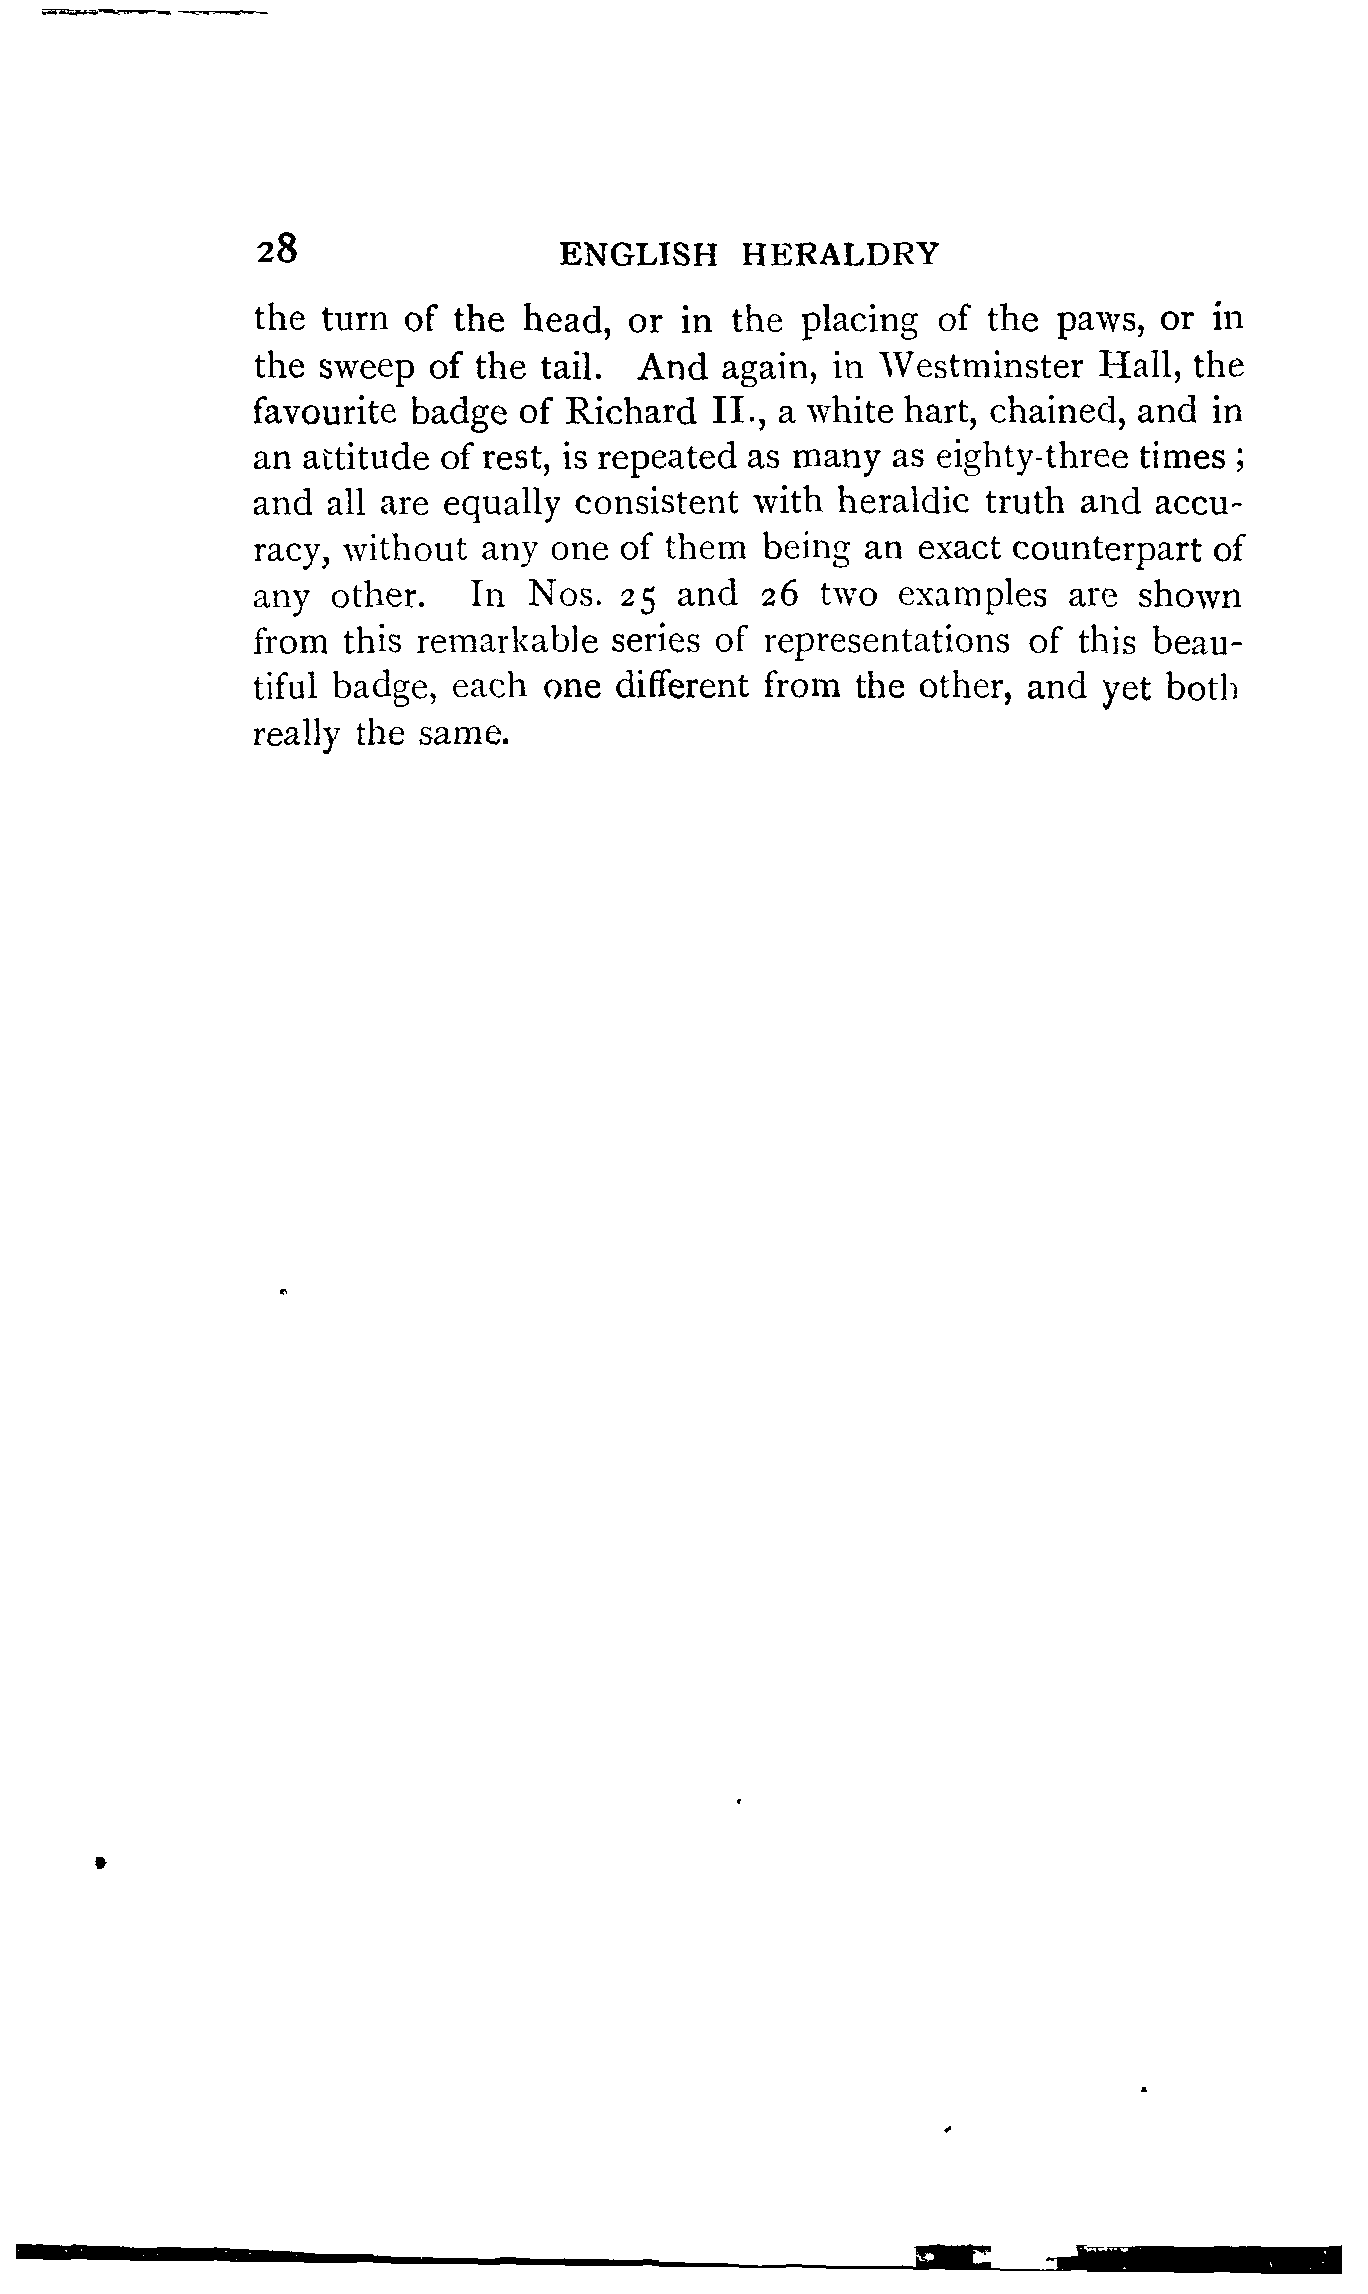 28 ENGLISH HERALDRY
the turn of the head, or in the placing of the paws, or in
the sweep of the tail. And again, in Westminster Hall, the
favourite badge of Richard II., a white hart, chained, and in
an attitude of rest, is repeated as many as eighty-three times ;
and all are equally consistent with heraldic truth and accu-
racy, without any one of them being an exact counterpart of
any other. In Nos. 25 and 26 two examples are shown
from this remarkable series of representations of this beau-
tiful badge, each one different from the other, and yet both
really the same.